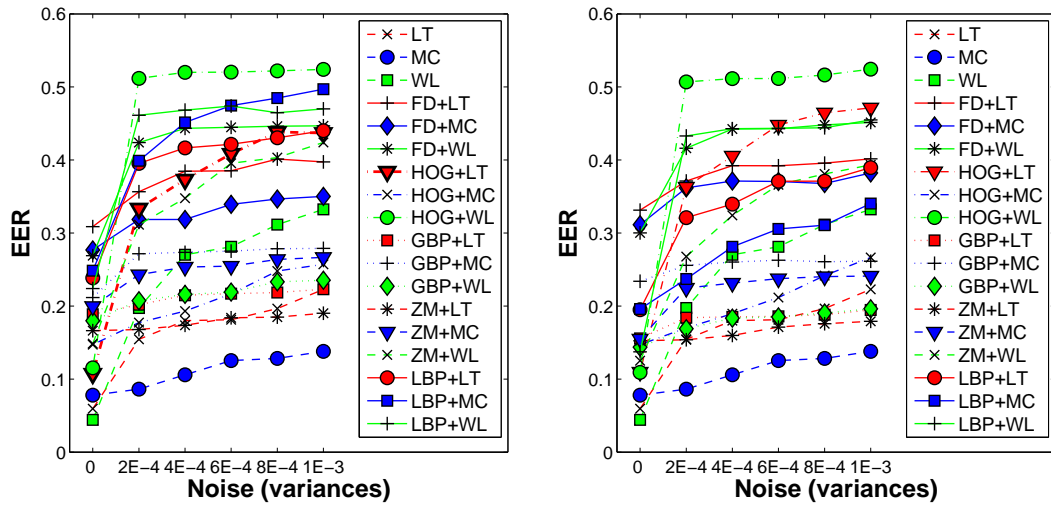 0.6
0.5
0.4
0.3
0.2
0.1
0
EER
0 2E−4 4E−4 6E−4 8E−4 1E−3
Noise (variances)
LT
MC
WL
FD+LT
FD+MC
FD+WL
HOG+LT
HOG+MC
HOG+WL
GBP+LT
GBP+MC
GBP+WL
ZM+LT
ZM+MC
ZM+WL
LBP+LT
LBP+MC
LBP+WL
0.6
0.5
0.4
0.3
0.2
0.1
0
EER
0 2E−4 4E−4 6E−4 8E−4 1E−3
Noise (variances)
LT
MC
WL
FD+LT
FD+MC
FD+WL
HOG+LT
HOG+MC
HOG+WL
GBP+LT
GBP+MC
GBP+WL
ZM+LT
ZM+MC
ZM+WL
LBP+LT
LBP+MC
LBP+WL